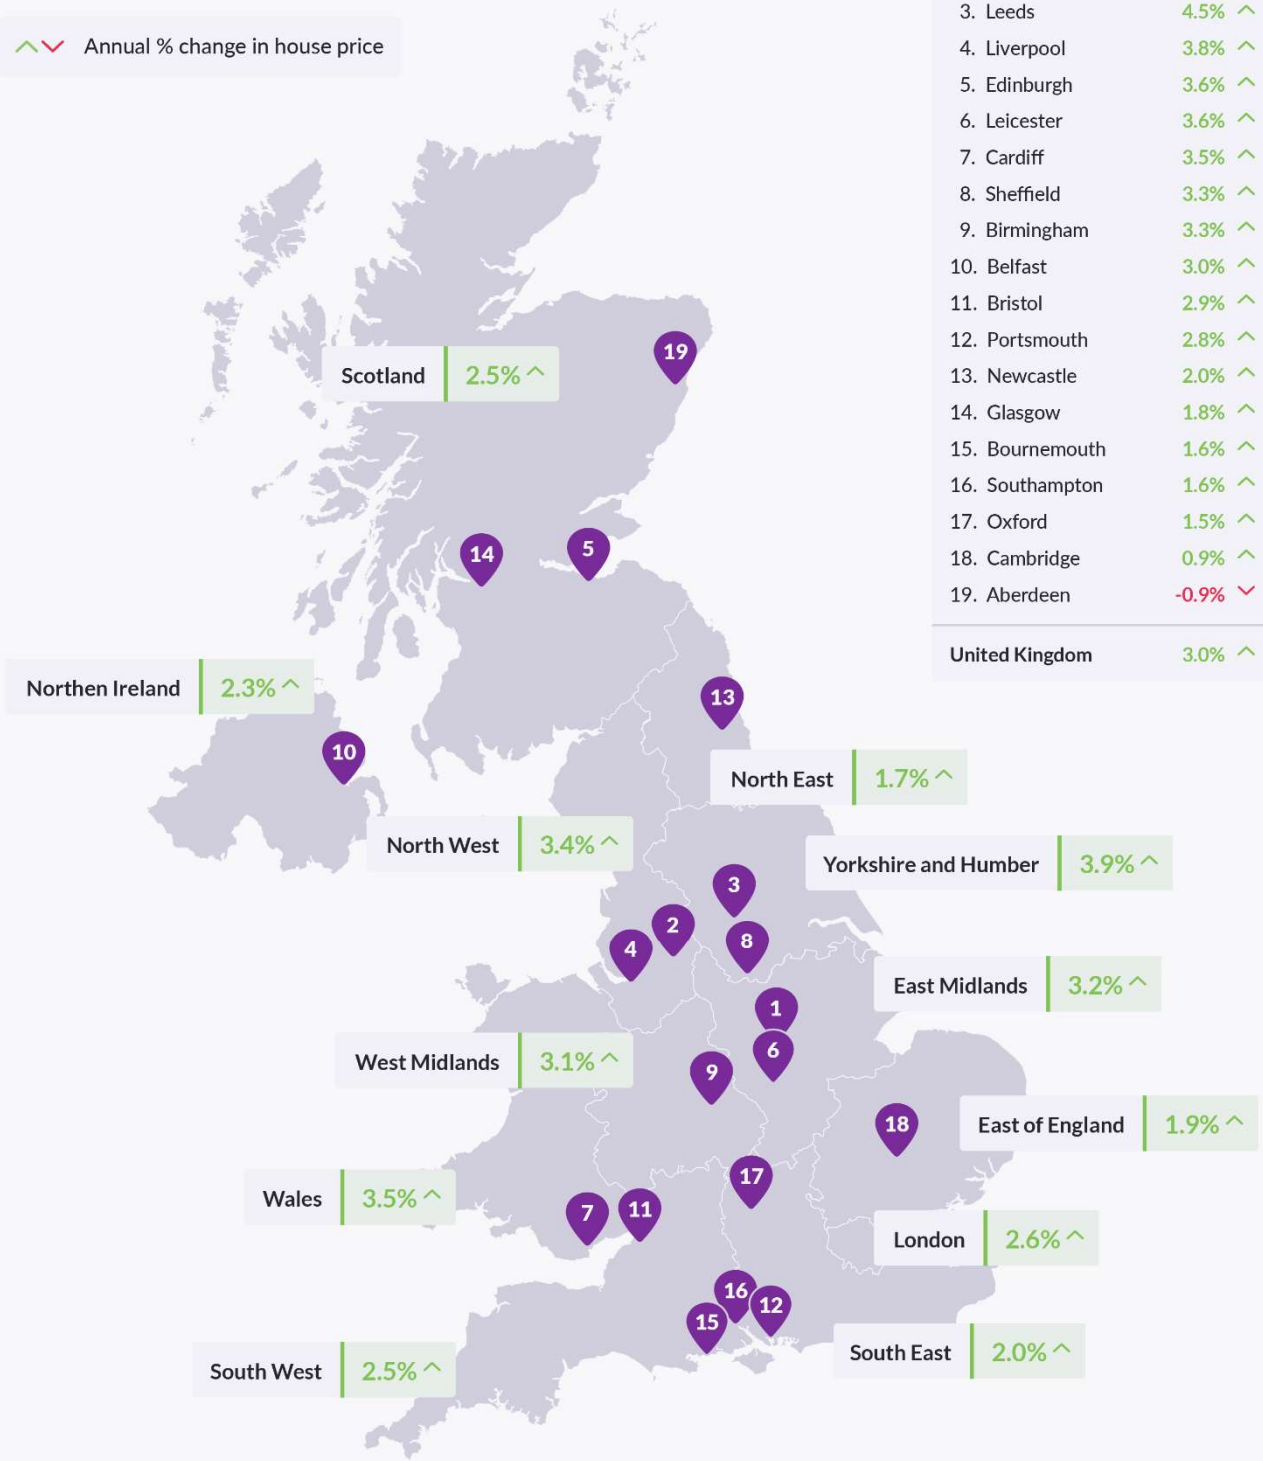 Annual % change in house price
3. Leeds 4.5%
4. Liverpool 3.8%
5. Edinburgh 3.6%
6. Leicester 3.6%
7. Cardiff 3.5%
8. Sheffield 3.3%
9. Birmingham 3.3%
10. Belfast 3.0%
11. Bristol 2.9%
12. Portsmouth 2.8%
13. Newcastle 2.0%
14. Glasgow 1.8%
15. Bournemouth 1.6%
16. Southampton 1.6%
17. Oxford 1.5%
18. Cambridge 0.9%
19. Aberdeen -0.9%
United Kingdom 3.0%
19
Scotland 2.5%
14
5
Northen Ireland 2.3%
13
10
North East 1.7%
North West 3.4%
Yorkshire and Humber 3.9%
3
2
4
8
East Midlands 3.2%
1
6
West Midlands 3.1%
9
18
East of England 1.9%
17
Wales 3.5%
7
11
London 2.6%
16
12
15
South East 2.0%
South West 2.5%